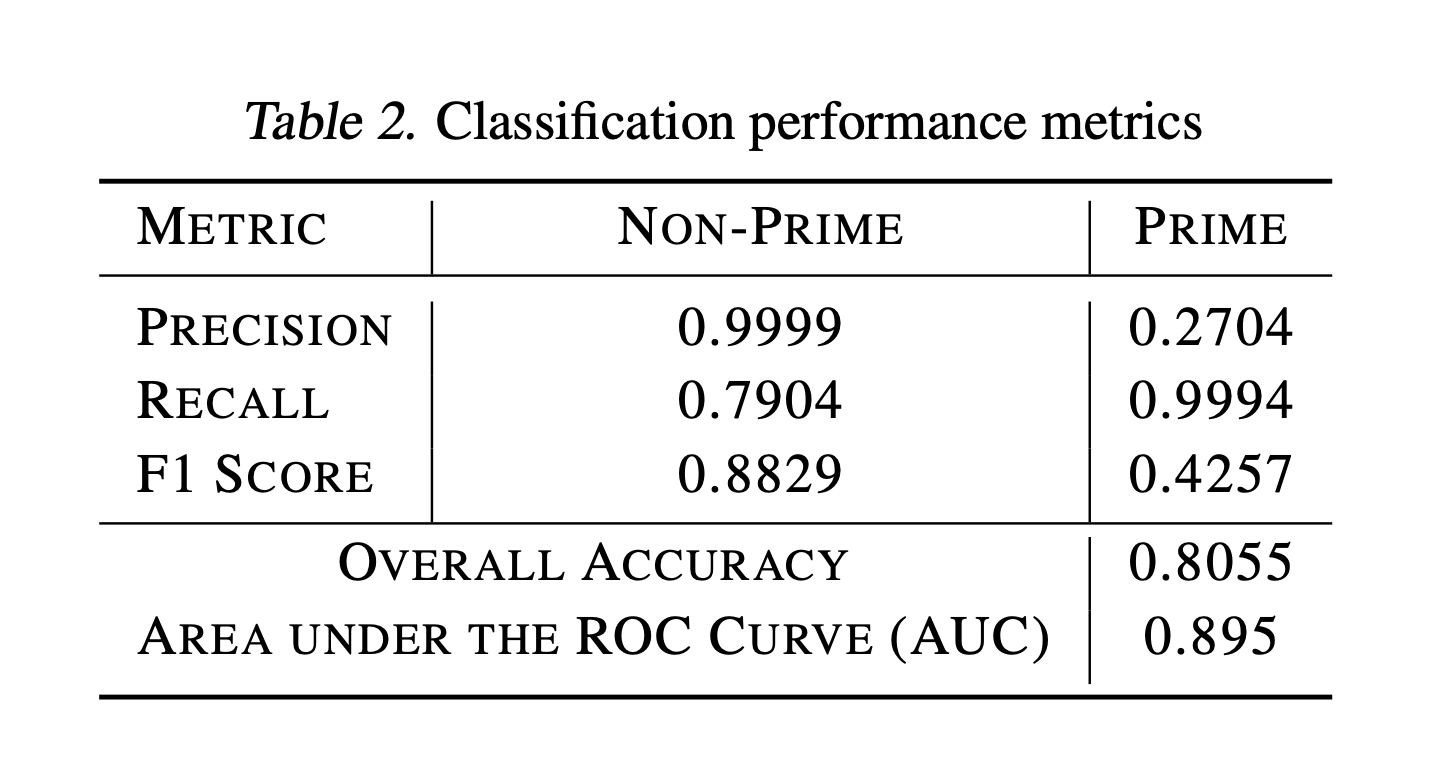 Table 2. Classification performance metrics
METRIC NON-PRIME PRIME
PRECISION 0.9999 0.2704
RECALL 0.7904 0.9994
F1 SCORE 0.8829 0.4257
OVERALL ACCURACY 0.8055
AREA UNDER THE ROC CURVE (AUC) 0.895